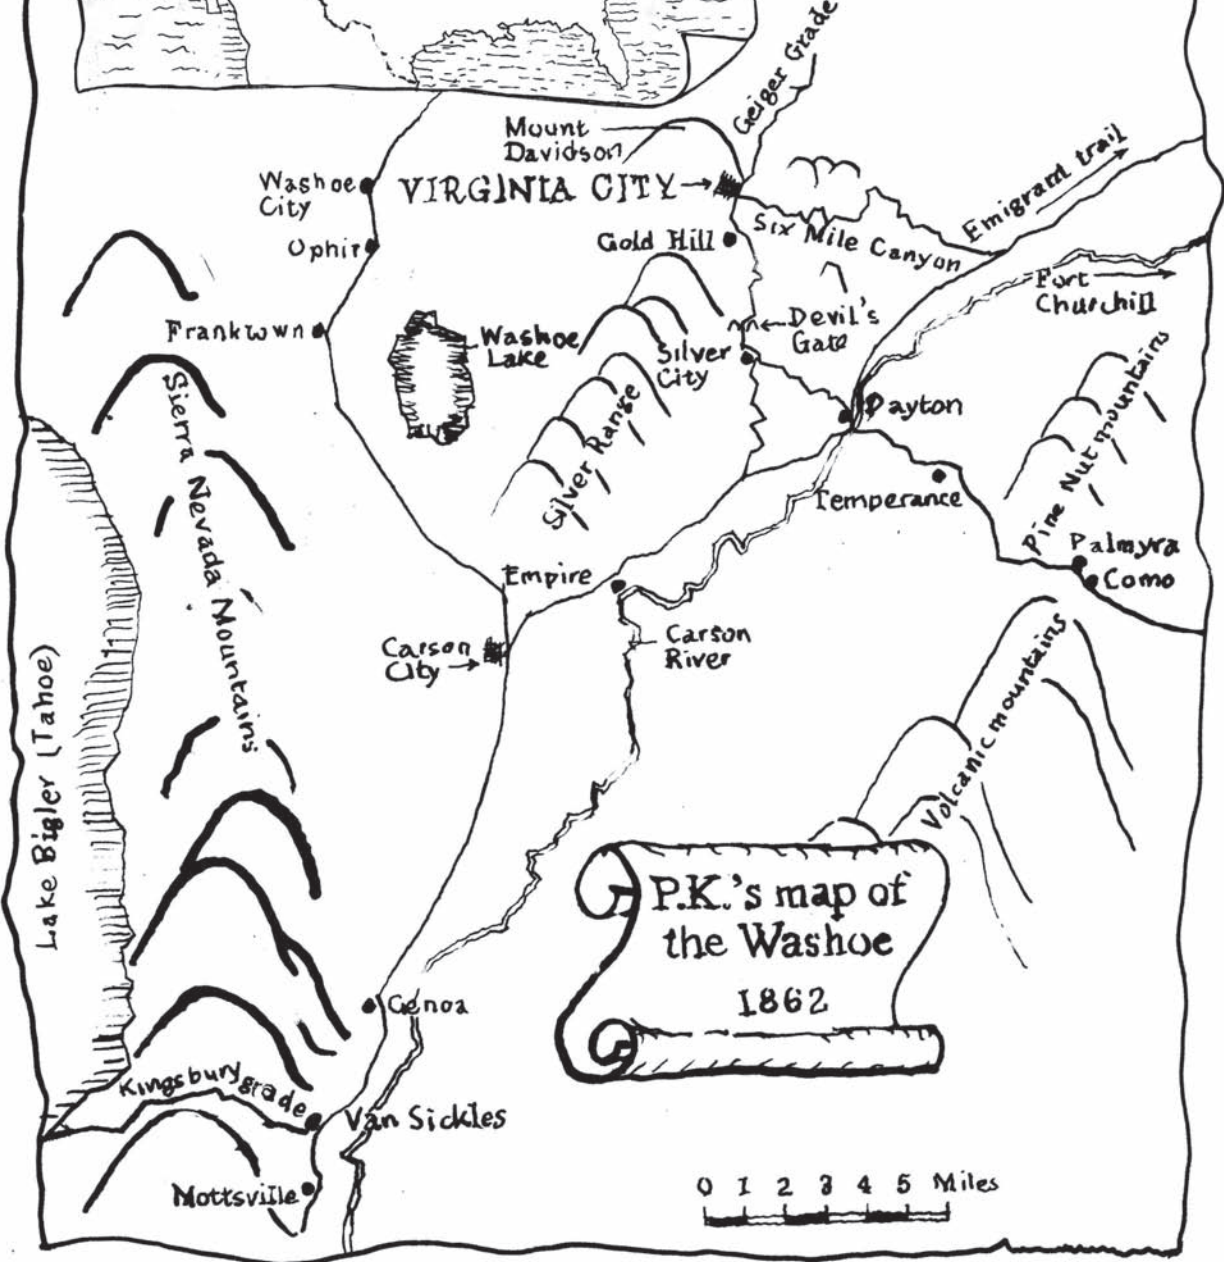 Geiger Grade
Mount
Davidson
Emigrant trail
Washoe
City
VIRGINIA CITY
Ophir
Gold Hill
Six Mile Canyon
Fort
Churchill
Franktwn
Washoe
Lake
Devil's
Gate
Silver
City
Sierra Nevada Mountains
Silver Range
Dayton
Pine Nut mountains
Temperance
Empire
Palmyra
Como
Carson
City
Carson
River
Lake Bigler (Tahoe)
Volcanic mountains
P.K.'s map of
the Washoe
1862
Genoa
Kingsbury grade
Van Sickles
Mottsville
0 1 2 3 4 5 Miles